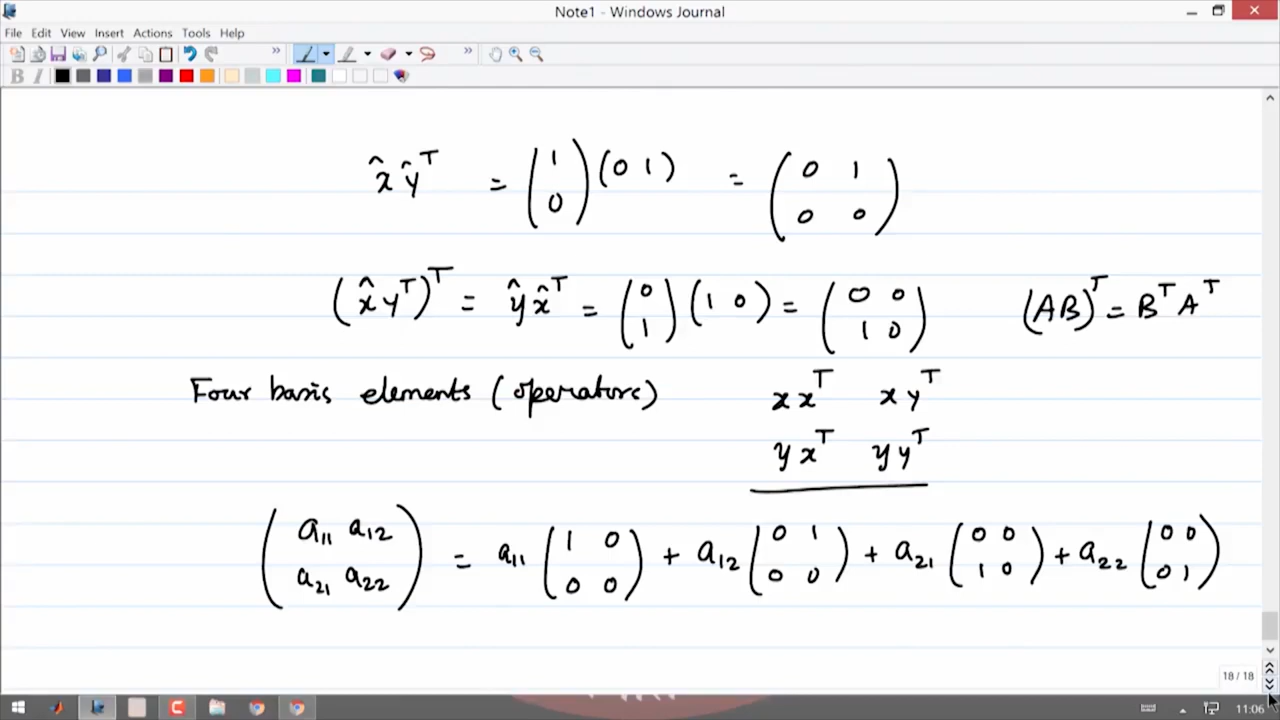 Note1 - Windows Journal
File Edit View Insert Actions Tools Help
x̂ ŷᵀ = (1 0) (0 1) = (0 1 0 0)
(x̂ yᵀ)ᵀ = ŷ x̂ᵀ = (0 1) (1 0) = (0 0 1 0) (AB)ᵀ = Bᵀ Aᵀ
Four basis elements (operators) x xᵀ x yᵀ
y xᵀ y yᵀ
(a₁₁ a₁₂ a₂₁ a₂₂) = a₁₁ (1 0 0 0) + a₁₂ (0 1 0 0) + a₂₁ (0 0 1 0) + a₂₂ (0 0 0 1)
18 / 18
11:06